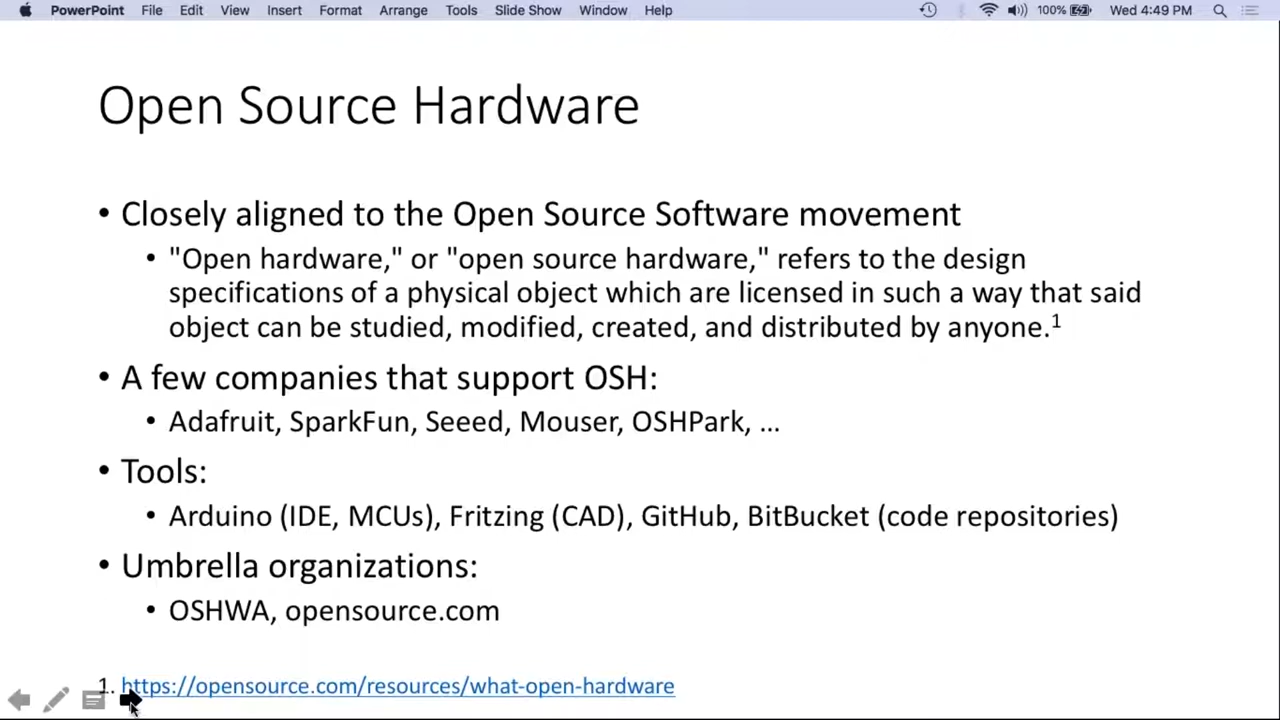 PowerPoint File Edit View Insert Format Arrange Tools Slide Show Window Help 100% Wed 4:49 PM
Open Source Hardware
• Closely aligned to the Open Source Software movement
• "Open hardware," or "open source hardware," refers to the design
specifications of a physical object which are licensed in such a way that said
object can be studied, modified, created, and distributed by anyone.1
• A few companies that support OSH:
• Adafruit, SparkFun, Seeed, Mouser, OSHPark, ...
• Tools:
• Arduino (IDE, MCUs), Fritzing (CAD), GitHub, BitBucket (code repositories)
• Umbrella organizations:
• OSHWA, opensource.com
1. https://opensource.com/resources/what-open-hardware